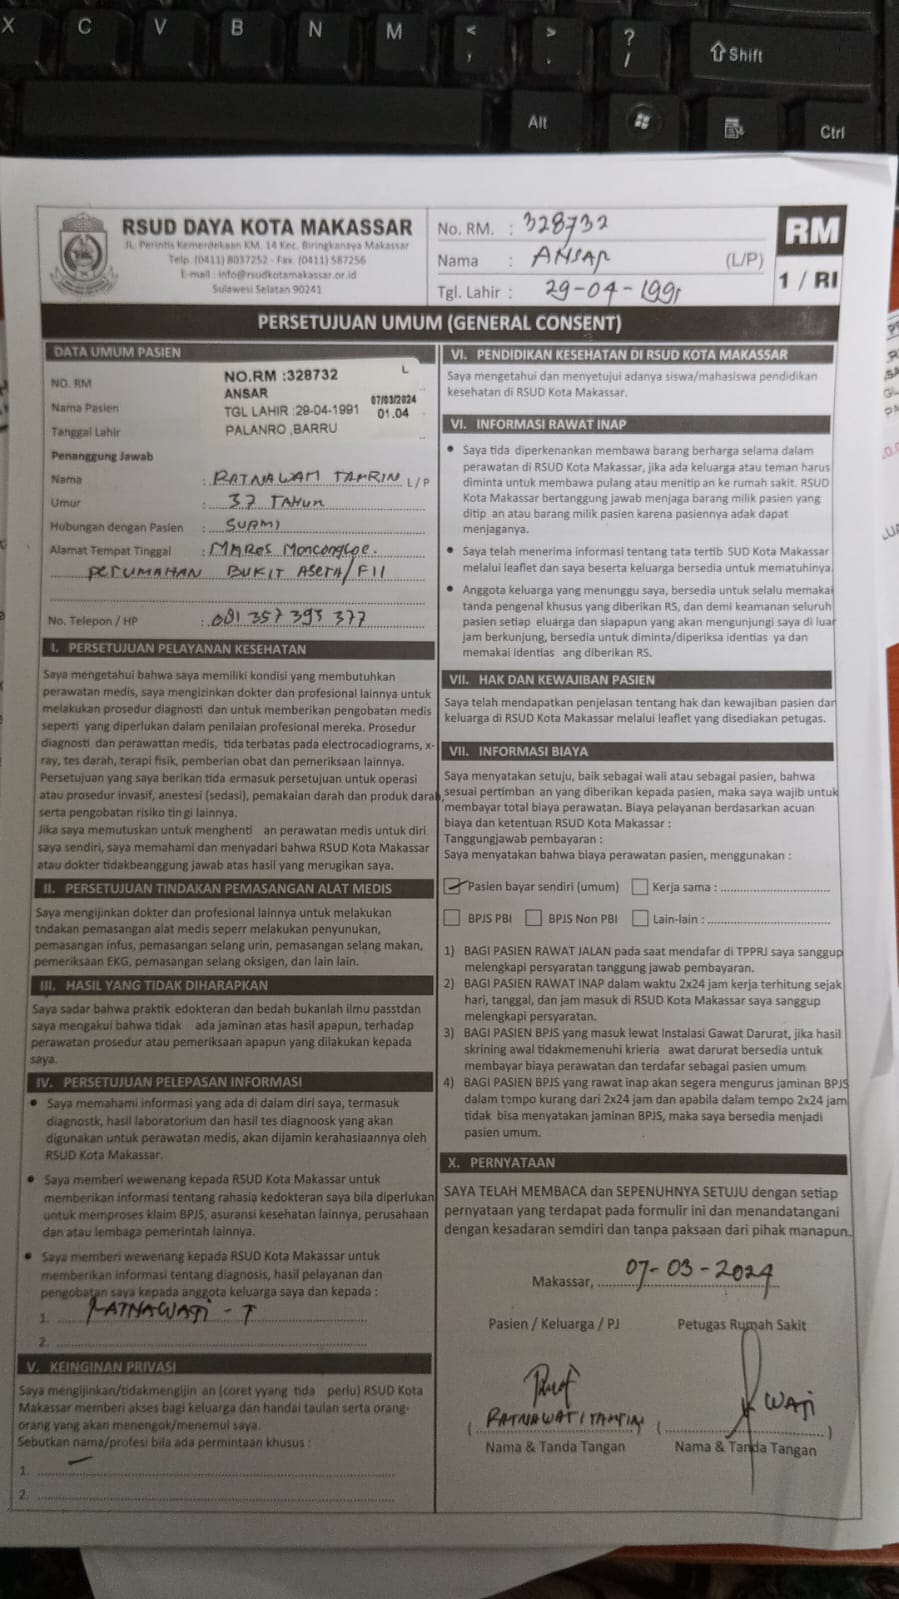 X C V B N M < , > . ? / Shift
Alt Ctrl
RSUD DAYA KOTA MAKASSAR
JL. Perintis Kemerdekaan KM. 14 Kec. Biringkanaya Makassar
Telp. (0411) 8037252 - Fax. (0411) 587256
E-mail : info@rsudkotamakassar.or.id
Sulawesi Selatan 90241
No. RM. : 328732
Nama : ANSAR (L/P)
Tgl. Lahir : 29-04-1991
RM
1 / RI
PERSETUJUAN UMUM (GENERAL CONSENT)
DATA UMUM PASIEN
NO. RM
Nama Pasien
Tanggal Lahir
NO.RM :328732 L
ANSAR
TGL LAHIR :29-04-1991
PALANRO ,BARRU
07/03/2024
01.04
Penanggung Jawab
Nama : RATNAWATI TAMRIN L/P
Umur : 37 TAHUN
Hubungan dengan Pasien : SUAMI
Alamat Tempat Tinggal : MAROS MONCONGLOE.
PERUMAHAN BUKIT /F11
No. Telepon / HP : 081 357 393 377
I. PERSETUJUAN PELAYANAN KESEHATAN
Saya mengetahui bahwa saya memiliki kondisi yang membutuhkan
perawatan medis, saya mengizinkan dokter dan profesional lainnya untuk
melakukan prosedur diagnosti dan untuk memberikan pengobatan medis
seperti yang diperlukan dalam penilaian profesional mereka. Prosedur
diagnosti dan perawattan medis, tida terbatas pada electrocadiograms, x-
ray, tes darah, terapi fisik, pemberian obat dan pemeriksaan lainnya.
Persetujuan yang saya berikan tida ermasuk persetujuan untuk operasi
atau prosedur invasif, anestesi (sedasi), pemakaian darah dan produk darah,
serta pengobatan risiko tin gi lainnya.
Jika saya memutuskan untuk menghenti an perawatan medis untuk diri
saya sendiri, saya memahami dan menyadari bahwa RSUD Kota Makassar
atau dokter tidakbeanggung jawab atas hasil yang merugikan saya.
II. PERSETUJUAN TINDAKAN PEMASANGAN ALAT MEDIS
Saya mengijinkan dokter dan profesional lainnya untuk melakukan
tndakan pemasangan alat medis seperr melakukan penyunukan,
pemasangan infus, pemasangan selang urin, pemasangan selang makan,
pemeriksaan EKG, pemasangan selang oksigen, dan lain lain.
III. HASIL YANG TIDAK DIHARAPKAN
Saya sadar bahwa praktik edokteran dan bedah bukanlah ilmu passtdan
saya mengakui bahwa tidak ada jaminan atas hasil apapun, terhadap
perawatan prosedur atau pemeriksaan apapun yang dilakukan kepada
saya.
IV. PERSETUJUAN PELEPASAN INFORMASI
• Saya memahami informasi yang ada di dalam diri saya, termasuk
diagnostk, hasil laboratorium dan hasil tes diagnoosk yang akan
digunakan untuk perawatan medis, akan dijamin kerahasiaannya oleh
RSUD Kota Makassar.
• Saya memberi wewenang kepada RSUD Kota Makassar untuk
memberikan informasi tentang rahasia kedokteran saya bila diperlukan
untuk memproses klaim BPJS, asuransi kesehatan lainnya, perusahaan
dan atau lembaga pemerintah lainnya.
• Saya memberi wewenang kepada RSUD Kota Makassar untuk
memberikan informasi tentang diagnosis, hasil pelayanan dan
pengobatan saya kepada anggota keluarga saya dan kepada :
1. RATNAWATI - T
2.
V. KEINGINAN PRIVASI
Saya mengijinkan/tidakmengijin an (coret yyang tida perlu) RSUD Kota
Makassar memberi akses bagi keluarga dan handai taulan serta orang-
orang yang akan menengok/menemul saya.
Sebutkan nama/profesi bila ada permintaan khusus :
1. -
2.
VI. PENDIDIKAN KESEHATAN DI RSUD KOTA MAKASSAR
Saya mengetahui dan menyetujui adanya siswa/mahasiswa pendidikan
kesehatan di RSUD Kota Makassar.
VI. INFORMASI RAWAT INAP
• Saya tida diperkenankan membawa barang berharga selama dalam
perawatan di RSUD Kota Makassar, jika ada keluarga atau teman harus
diminta untuk membawa pulang atau menitip an ke rumah sakit. RSUD
Kota Makassar bertanggung jawab menjaga barang milik pasien yang
ditip an atau barang milik pasien karena pasiennya adak dapat
menjaganya.
• Saya telah menerima informasi tentang tata tertib SUD Kota Makassar
melalui leaflet dan saya beserta keluarga bersedia untuk mematuhinya
• Anggota keluarga yang menunggu saya, bersedia untuk selalu memakai
tanda pengenal khusus yang diberikan RS, dan demi keamanan seluruh
pasien setiap eluarga dan siapapun yang akan mengunjungi saya di luar
jam berkunjung, bersedia untuk diminta/diperiksa identias ya dan
memakai identias ang diberikan RS.
VII. HAK DAN KEWAJIBAN PASIEN
Saya telah mendapatkan penjelasan tentang hak dan kewajiban pasien dan
keluarga di RSUD Kota Makassar melalui leaflet yang disediakan petugas.
VII. INFORMASI BIAYA
Saya menyatakan setuju, baik sebagai wali atau sebagai pasien, bahwa
sesuai pertimban an yang diberikan kepada pasien, maka saya wajib untuk
membayar total biaya perawatan. Biaya pelayanan berdasarkan acuan
biaya dan ketentuan RSUD Kota Makassar :
Tanggungjawab pembayaran :
Saya menyatakan bahwa biaya perawatan pasien, menggunakan :
Pasien bayar sendiri (umum) Kerja sama :
BPJS PBI BPJS Non PBI Lain-lain :
1) BAGI PASIEN RAWAT JALAN pada saat mendafar di TPPRJ saya sanggup
melengkapi persyaratan tanggung jawab pembayaran.
2) BAGI PASIEN RAWAT INAP dalam waktu 2x24 jam kerja terhitung sejak
hari, tanggal, dan jam masuk di RSUD Kota Makassar saya sanggup
melengkapi persyaratan.
3) BAGI PASIEN BPJS yang masuk lewat Instalasi Gawat Darurat, jika hasil
skrining awal tidakmemenuhi krieria awat darurat bersedia untuk
membayar biaya perawatan dan terdafar sebagai pasien umum
4) BAGI PASIEN BPJS yang rawat inap akan segera mengurus jaminan BPJS
dalam tempo kurang dari 2x24 jam dan apabila dalam tempo 2x24 jam
tidak bisa menyatakan jaminan BPJS, maka saya bersedia menjadi
pasien umum.
X. PERNYATAAN
SAYA TELAH MEMBACA dan SEPENUHNYA SETUJU dengan setiap
pernyataan yang terdapat pada formulir ini dan menandatangani
dengan kesadaran semdiri dan tanpa paksaan dari pihak manapun.
Makassar, 07-03-2024
Pasien / Keluarga / PJ Petugas Rumah Sakit
WATI
( RATNAWATI TAMRIN ( )
Nama & Tanda Tangan Nama & Tanda Tangan